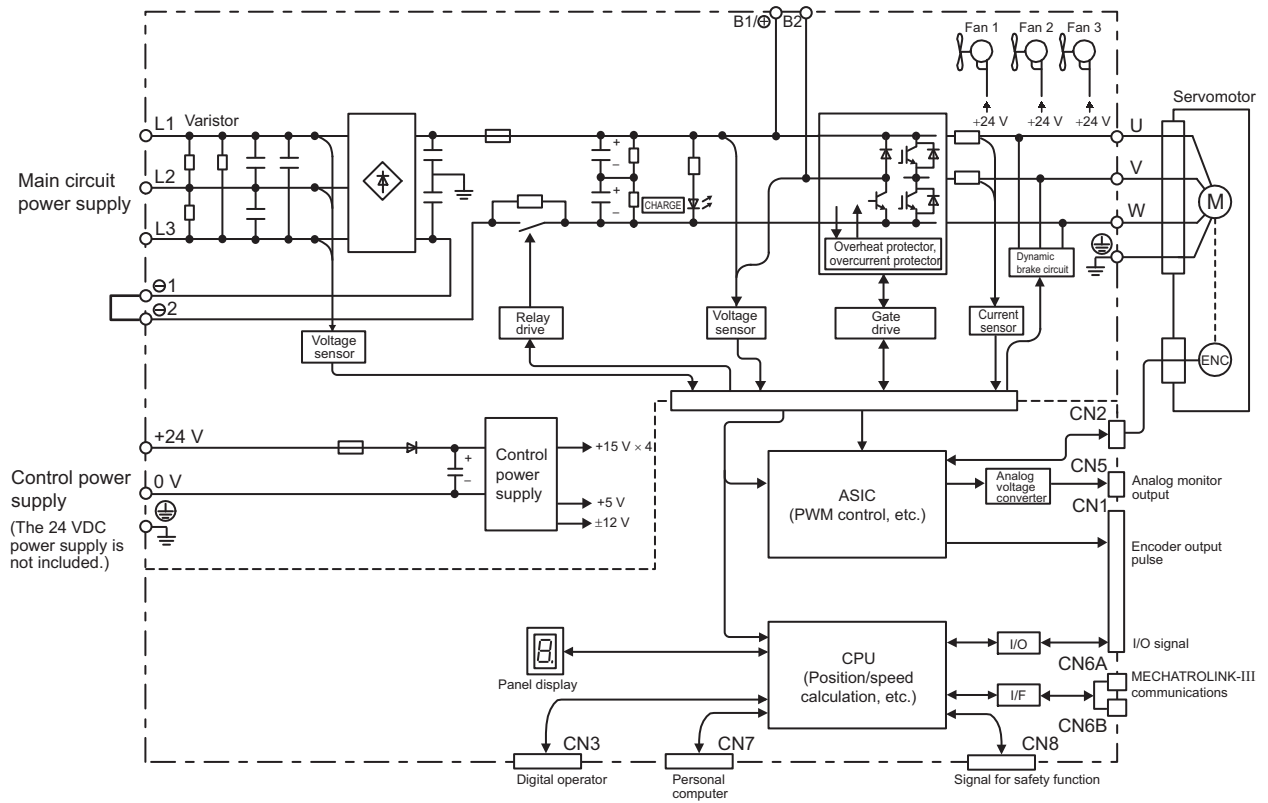 B1/⊕ B2
Fan 1 Fan 2 Fan 3
+24 V +24 V +24 V
Servomotor
Varistor
L1
L2
L3
Main circuit
power supply
⊖1
⊖2
+
−
+
−
CHARGE
Overheat protector,
overcurrent protector
U
V
W
M
ENC
Dynamic
brake circuit
Voltage
sensor
Relay
drive
Voltage
sensor
Gate
drive
Current
sensor
+24 V
0 V
Control power
supply
(The 24 VDC
power supply is
not included.)
+
−
Control
power
supply
+15 V × 4
+5 V
±12 V
ASIC
(PWM control, etc.)
Analog
voltage
converter
CN2
CN5
Analog monitor
output
CN1
Encoder output
pulse
I/O signal
8.
Panel display
CPU
(Position/speed
calculation, etc.)
I/O
I/F
CN6A
MECHATROLINK-III
communications
CN6B
CN3
Digital operator
CN7
Personal
computer
CN8
Signal for safety function